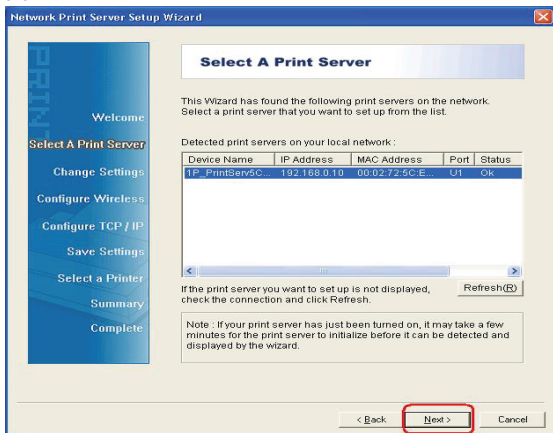 Network Print Server Setup Wizard
PRINT
Welcome
Select A Print Server
Change Settings
Configure Wireless
Configure TCP / IP
Save Settings
Select a Printer
Summary
Complete
Select A Print Server
This Wizard has found the following print servers on the network.
Select a print server that you want to set up from the list.
Detected print servers on your local network :
Device Name IP Address MAC Address Port Status
1P_PrintServ5C... 192.168.0.10 00:02:72:5C:E... U1 Ok
If the print server you want to set up is not displayed,
check the connection and click Refresh.
Refresh(R)
Note : If your print server has just been turned on, it may take a few
minutes for the print server to initialize before it can be detected and
displayed by the wizard.
< Back Next > Cancel